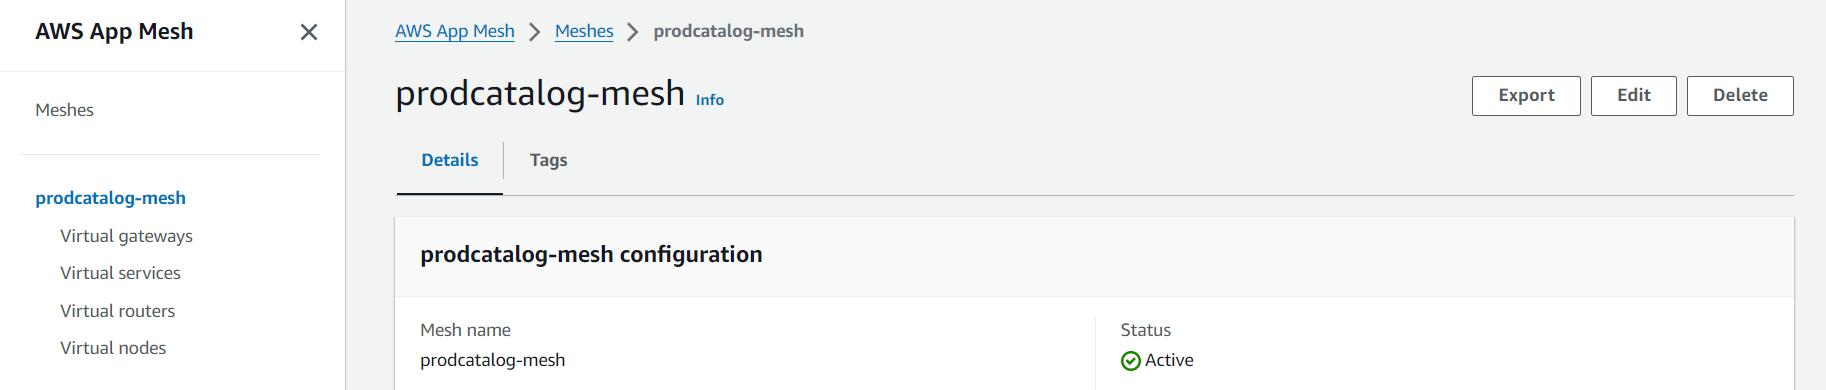 AWS App Mesh
Meshes
prodcatalog-mesh
Virtual gateways
Virtual services
Virtual routers
Virtual nodes
AWS App Mesh > Meshes > prodcatalog-mesh
prodcatalog-mesh Info
Export Edit Delete
Details Tags
prodcatalog-mesh configuration
Mesh name
prodcatalog-mesh
Status
Active